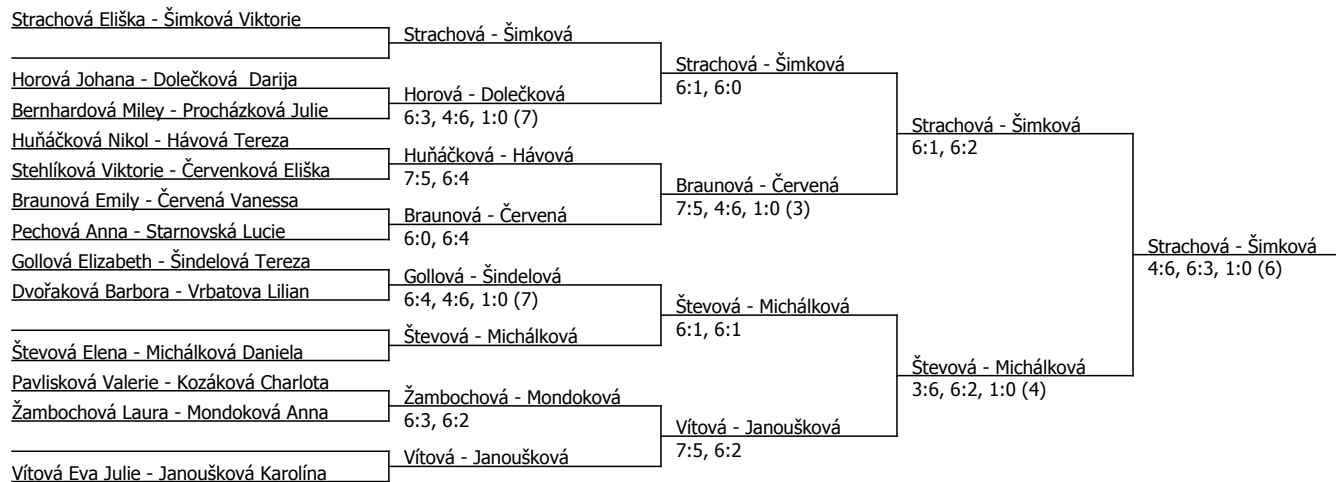 Strachová Eliška - Šimková Viktorie
Strachová - Šimková
Strachová - Šimková
6:1, 6:0
Horová Johana - Dolečková  Darija
Horová - Dolečková
Bernhardová Miley - Procházková Julie
6:3, 4:6, 1:0 (7)
Strachová - Šimková
6:1, 6:2
Huňáčková Nikol - Hávová Tereza
Huňáčková - Hávová
Stehlíková Viktorie - Červenková Eliška
7:5, 6:4
Braunová - Červená
7:5, 4:6, 1:0 (3)
Braunová Emily - Červená Vanessa
Braunová - Červená
Pechová Anna - Starnovská Lucie
6:0, 6:4
Strachová - Šimková
4:6, 6:3, 1:0 (6)
Gollová Elizabeth - Šindelová Tereza
Gollová - Šindelová
Dvořaková Barbora - Vrbatova Lilian
6:4, 4:6, 1:0 (7)
Števová - Michálková
6:1, 6:1
Števová - Michálková
Števová Elena - Michálková Daniela
Števová - Michálková
3:6, 6:2, 1:0 (4)
Pavlisková Valerie - Kozáková Charlota
Žambochová - Mondoková
Žambochová Laura - Mondoková Anna
6:3, 6:2
Vítová - Janoušková
7:5, 6:2
Vítová - Janoušková
Vítová Eva Julie - Janoušková Karolína